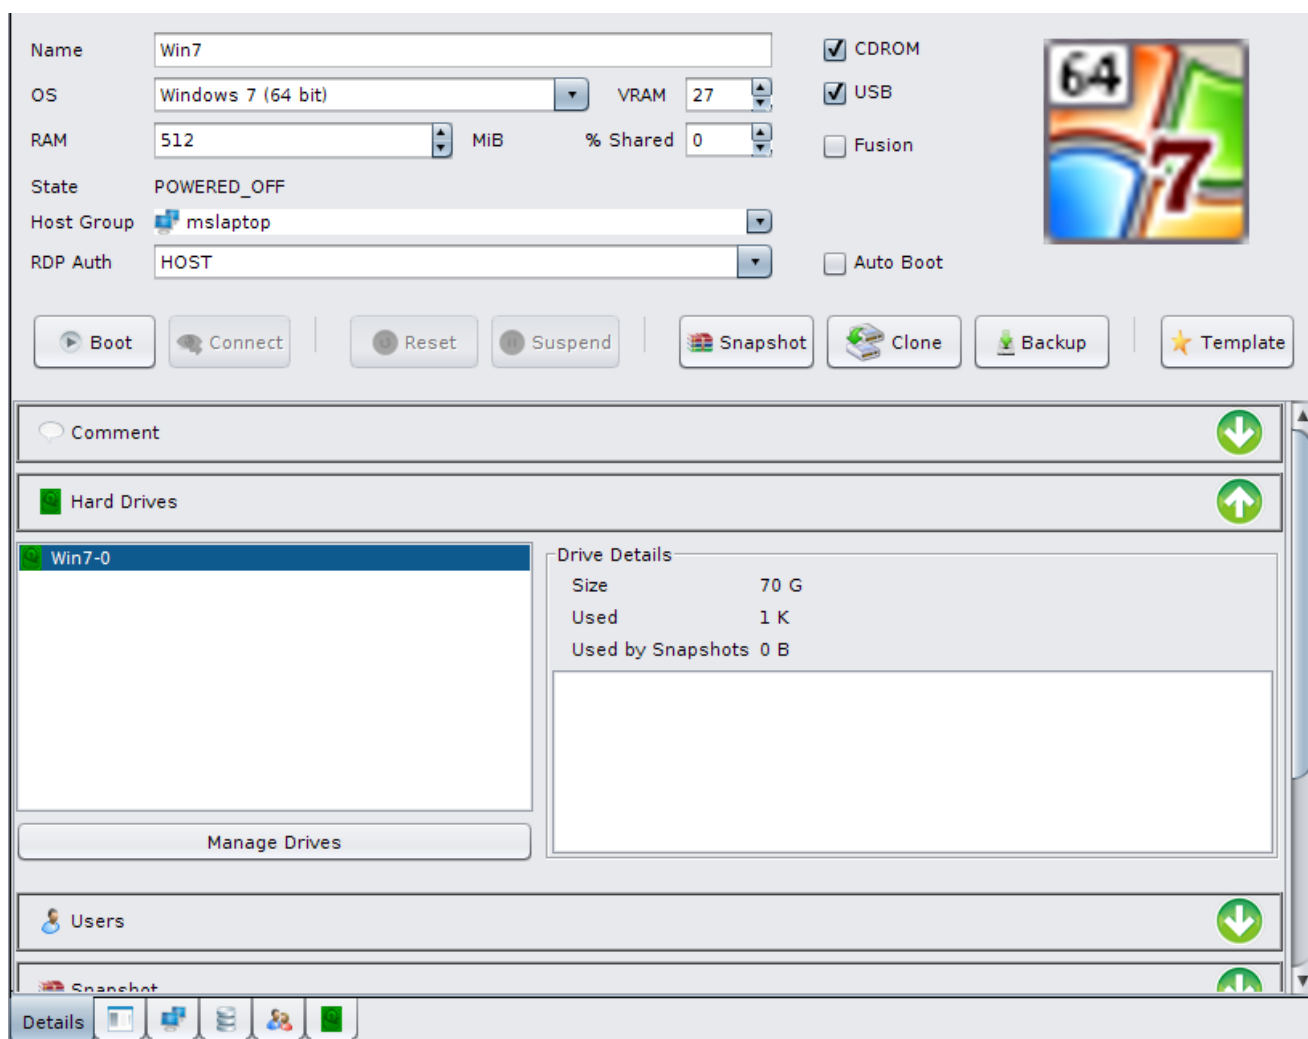 Name Win7 CDROM
OS Windows 7 (64 bit) VRAM 27 USB
RAM 512 MiB % Shared 0 Fusion
64
7
State POWERED_OFF
Host Group mslaptop
RDP Auth HOST Auto Boot
Boot Connect Reset Suspend Snapshot Clone Backup Template
Comment
Hard Drives
Win7-0
Drive Details
Size 70 G
Used 1 K
Used by Snapshots 0 B
Manage Drives
Users
Snapshot
Details